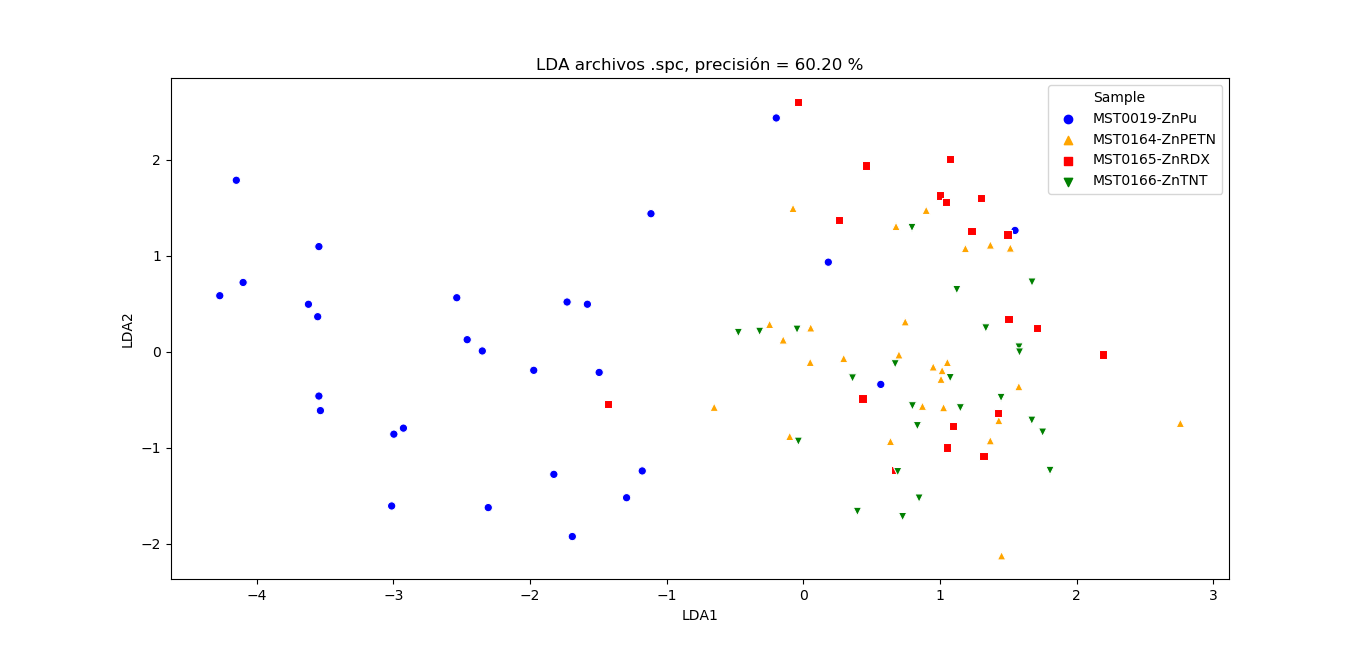 LDA archivos .spc, precisión = 60.20 %
Sample
MST0019-ZnPu
MST0164-ZnPETN
MST0165-ZnRDX
MST0166-ZnTNT
2
1
0
−1
−2
LDA2
−4 −3 −2 −1 0 1 2 3
LDA1